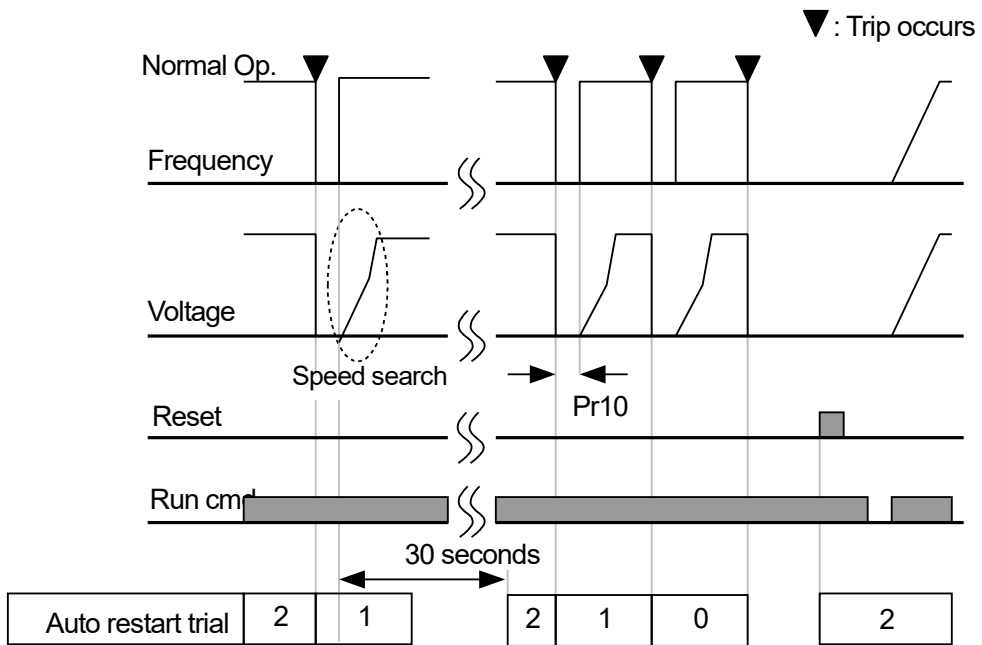 ▼: Trip occurs
Normal Op.
Frequency
Voltage
Speed search
Pr10
Reset
Run cmd
30 seconds
Auto restart trial 2 1 2 1 0 2